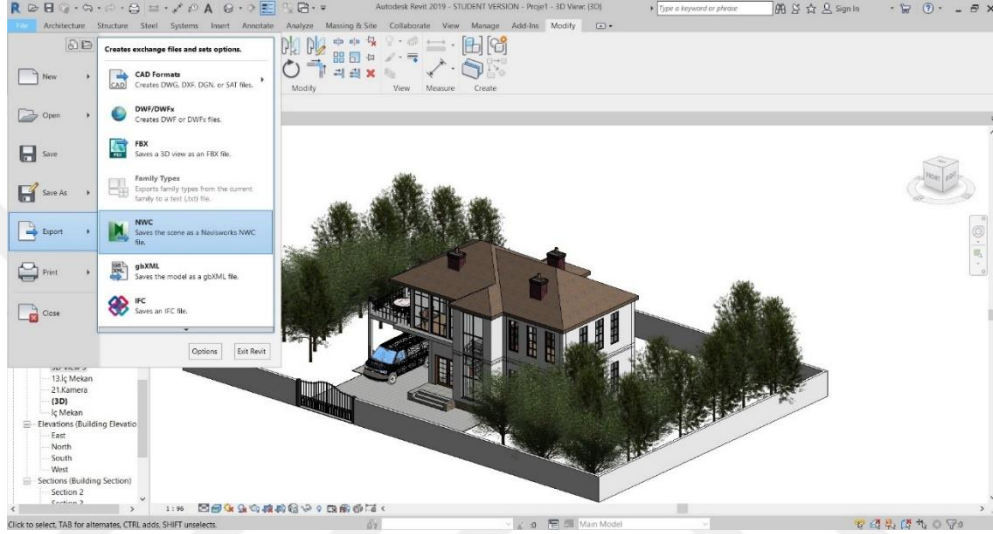 Autodesk Revit 2019 - STUDENT VERSION - Proje1 - 3D View: {3D}
Type a keyword or phrase
Sign In
File Architecture Structure Steel Systems Insert Annotate Analyze Massing & Site Collaborate View Manage Add-Ins Modify
Creates exchange files and sets options.
New
Open
Save
Save As
Export
Print
Close
CAD Formats
Creates DWG, DXF, DGN, or SAT files.
DWF/DWFx
Creates DWF or DWFx files.
FBX
Saves a 3D view as an FBX file.
Family Types
Exports family types from the current
family to a text (.txt) file.
NWC
Saves the scene as a Navisworks NWC
file.
gbXML
Saves the model as a gbXML file.
IFC
Saves an IFC file.
Options Exit Revit
Modify View Measure Create
13.İç Mekan
21.Kamera
{3D}
İç Mekan
Elevations (Building Elevatio
East
North
South
West
Sections (Building Section)
Section 2
1 : 96
Click to select, TAB for alternates, CTRL adds, SHIFT unselects.
:0 Main Model
:0